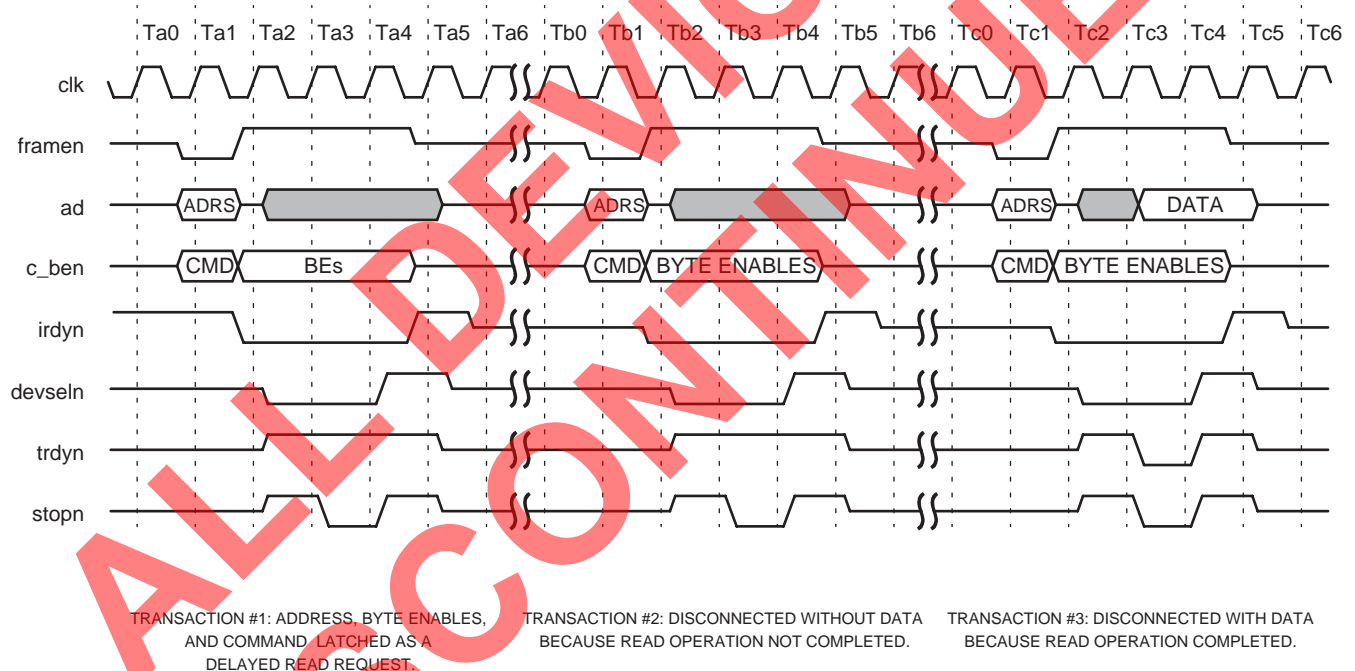 Ta0 Ta1 Ta2 Ta3 Ta4 Ta5 Ta6 Tb0 Tb1 Tb2 Tb3 Tb4 Tb5 Tb6 Tc0 Tc1 Tc2 Tc3 Tc4 Tc5 Tc6
clk
framen
ad ADRS ADRS ADRS DATA
c_ben CMD BEs CMD BYTE ENABLES CMD BYTE ENABLES
irdyn
devseln
trdyn
stopn
TRANSACTION #1: ADDRESS, BYTE ENABLES,
AND COMMAND LATCHED AS A
DELAYED READ REQUEST.
TRANSACTION #2: DISCONNECTED WITHOUT DATA
BECAUSE READ OPERATION NOT COMPLETED.
TRANSACTION #3: DISCONNECTED WITH DATA
BECAUSE READ OPERATION COMPLETED.
ALL DEVIC
CONTINUE